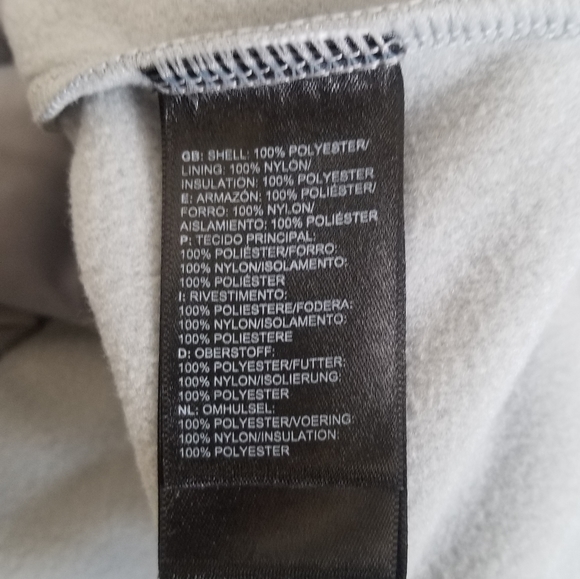 GB: SHELL: 100% POLYESTER/
LINING: 100% NYLON/
INSULATION: 100% POLYESTER
E: ARMAZÓN: 100% POLIÉSTER/
FORRO: 100% NYLON/
AISLAMIENTO: 100% POLIÉSTER
P: TECIDO PRINCIPAL:
100% POLIÉSTER/FORRO:
100% NYLON/ISOLAMENTO:
100% POLIÉSTER
I: RIVESTIMENTO:
100% POLIESTERE/FODERA:
100% NYLON/ISOLAMENTO:
100% POLIESTERE
D: OBERSTOFF:
100% POLYESTER/FUTTER:
100% NYLON/ISOLIERUNG:
100% POLYESTER
NL: OMHULSEL:
100% POLYESTER/VOERING:
100% NYLON/INSULATION:
100% POLYESTER